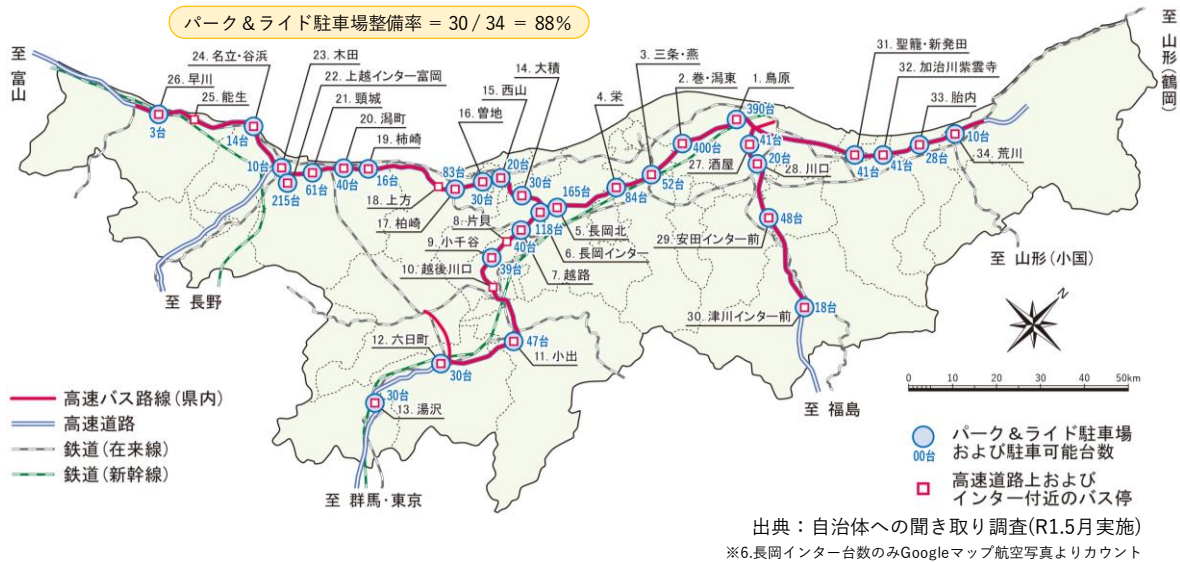 パーク＆ライド駐車場整備率 = 30 / 34 = 88%
至 富山
至 山形(鶴岡)
24. 名立・谷浜
23. 木田
22. 上越インター富岡
21. 頸城
20. 潟町
19. 柿崎
26. 早川
25. 能生
3台
14台
10台
215台
61台
40台
16台
16. 曽地
15. 西山
14. 大積
83台
30台
20台
30台
18. 上方
17. 柏崎
3. 三条・燕
2. 巻・潟東
1. 鳥原
4. 栄
390台
400台
52台
84台
165台
118台
40台
39台
8. 片貝
9. 小千谷
10. 越後川口
5. 長岡北
6. 長岡インター
7. 越路
41台
20台
27. 酒屋
28. 川口
31. 聖籠・新発田
32. 加治川紫雲寺
33. 胎内
34. 荒川
41台
41台
28台
10台
48台
29. 安田インター前
18台
30. 津川インター前
至 山形(小国)
至 福島
至 長野
12. 六日町
30台
47台
11. 小出
30台
13. 湯沢
至 群馬・東京
N
0 10 20 30 40 50km
高速バス路線(県内)
高速道路
鉄道(在来線)
鉄道(新幹線)
00台
パーク＆ライド駐車場
および駐車可能台数
高速道路上および
インター付近のバス停
出典：自治体への聞き取り調査(R1.5月実施)
※6.長岡インター台数のみGoogleマップ航空写真よりカウント